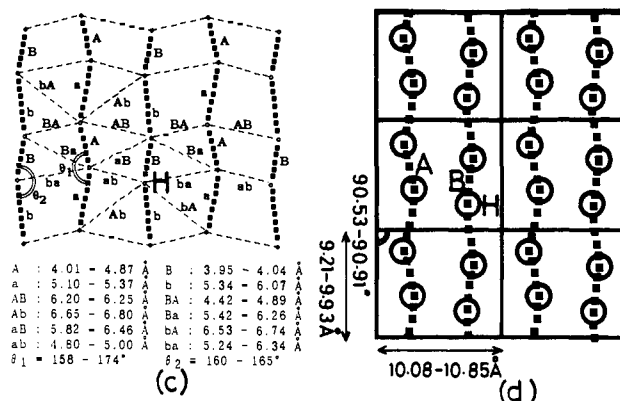 B A B A B
bA a Ab b a b
BA A AB BA A AB
B Ba aB Ba B
θ1 H
ba ab ba ab
θ2
b a Ab b bA a b
A : 4.01 - 4.87 Å B : 3.95 - 4.04 Å
a : 5.10 - 5.37 Å b : 5.34 - 6.07 Å
AB : 6.20 - 6.25 Å BA : 4.42 - 4.89 Å
Ab : 6.65 - 6.80 Å Ba : 5.42 - 6.26 Å
aB : 5.82 - 6.46 Å bA : 6.53 - 6.74 Å
ab : 4.80 - 5.00 Å ba : 5.24 - 6.34 Å
θ1 = 158 - 174° θ2 = 160 - 165°
(c)
A
B
H
90.53-90.91°
9.21-9.93Å
10.08-10.85Å
(d)